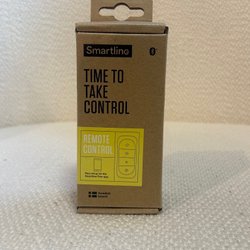 Smartline
TIME TO
TAKE
CONTROL
REMOTE
CONTROL